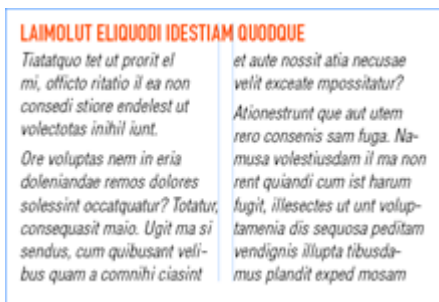 LAIMOLUT ELIQUODI IDESTIAM QUODQUE
Tiatatquo tet ut prorit el
mi, officto ritatio il ea non
consedi stiore endelest ut
volectotas inihil iunt.
Ore voluptas nem in eria
doleniandae remos dolores
solessint occatquatur? Totatur,
consequasit maio. Ugit ma si
sendus, cum quibusant veli-
bus quam a comnihi ciasint
et aute nossit atia necusae
velit exceate mpossitatur?
Ationestrunt que aut utem
rero consenis sam fuga. Na-
musa volestiusdam il ma non
rent quiandi cum ist harum
fugit, illesectes ut unt volup-
tamenia dis sequosa peditam
vendignis illupta tibusda-
mus plandit exped mosam